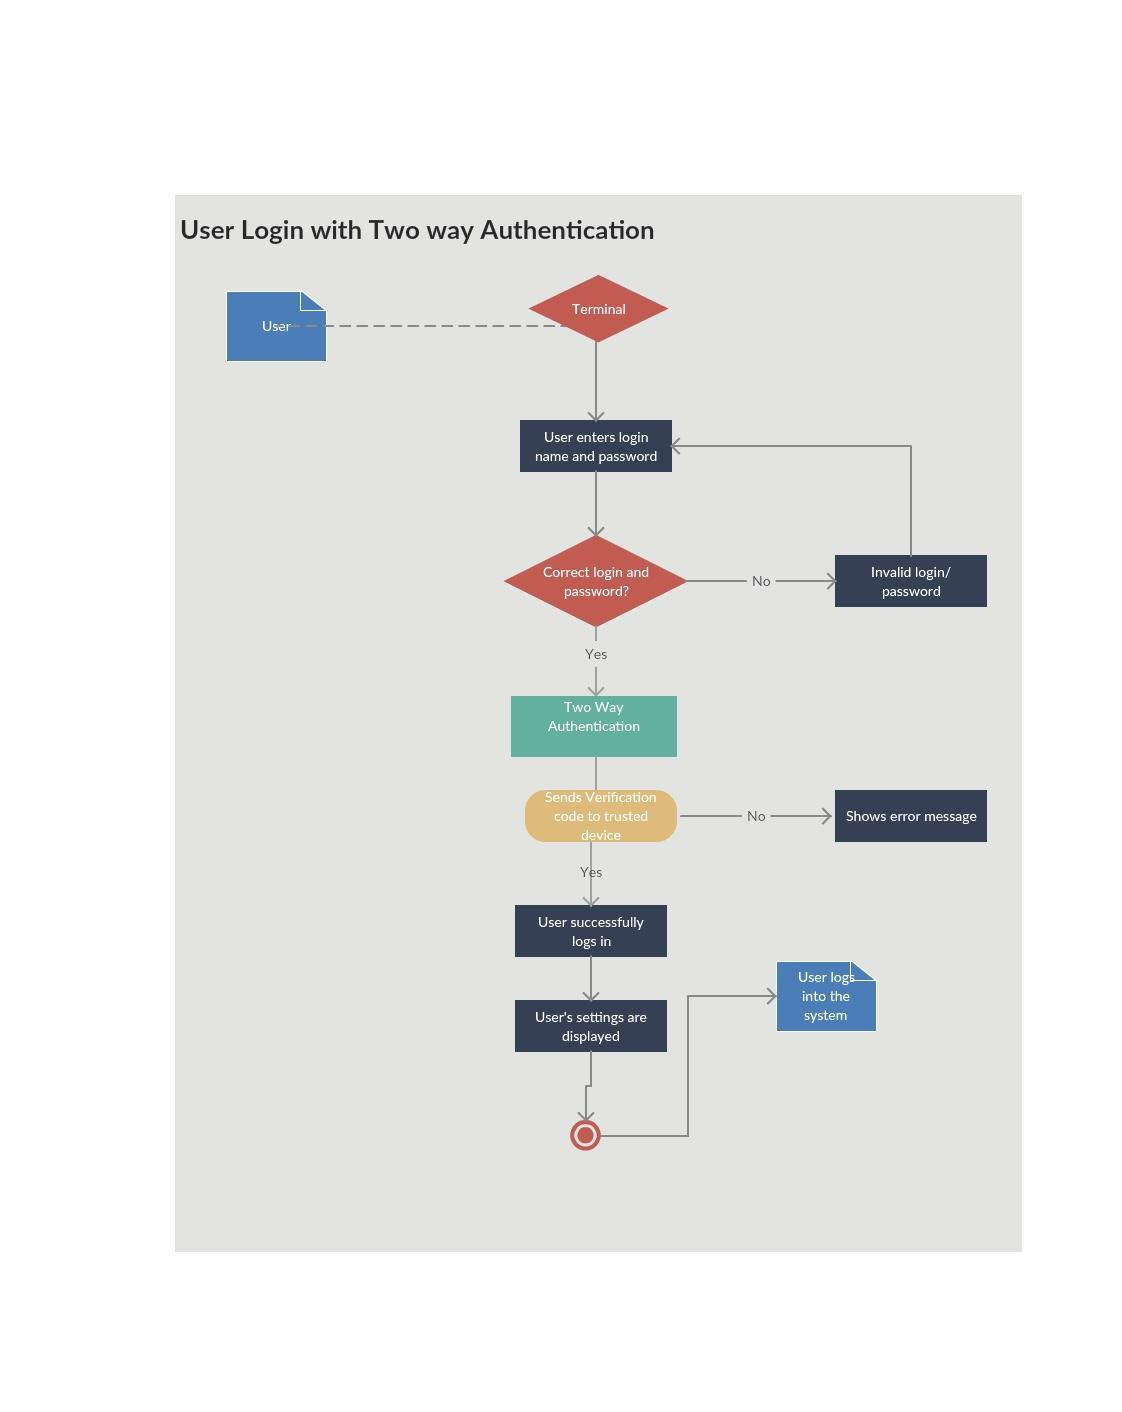 User Login with Two way Authentication
User
Terminal
User enters login
name and password
Correct login and
password?
No
Invalid login/
password
Yes
Two Way
Authentication
Sends Verification
code to trusted
device
No
Shows error message
Yes
User successfully
logs in
User's settings are
displayed
User logs
into the
system